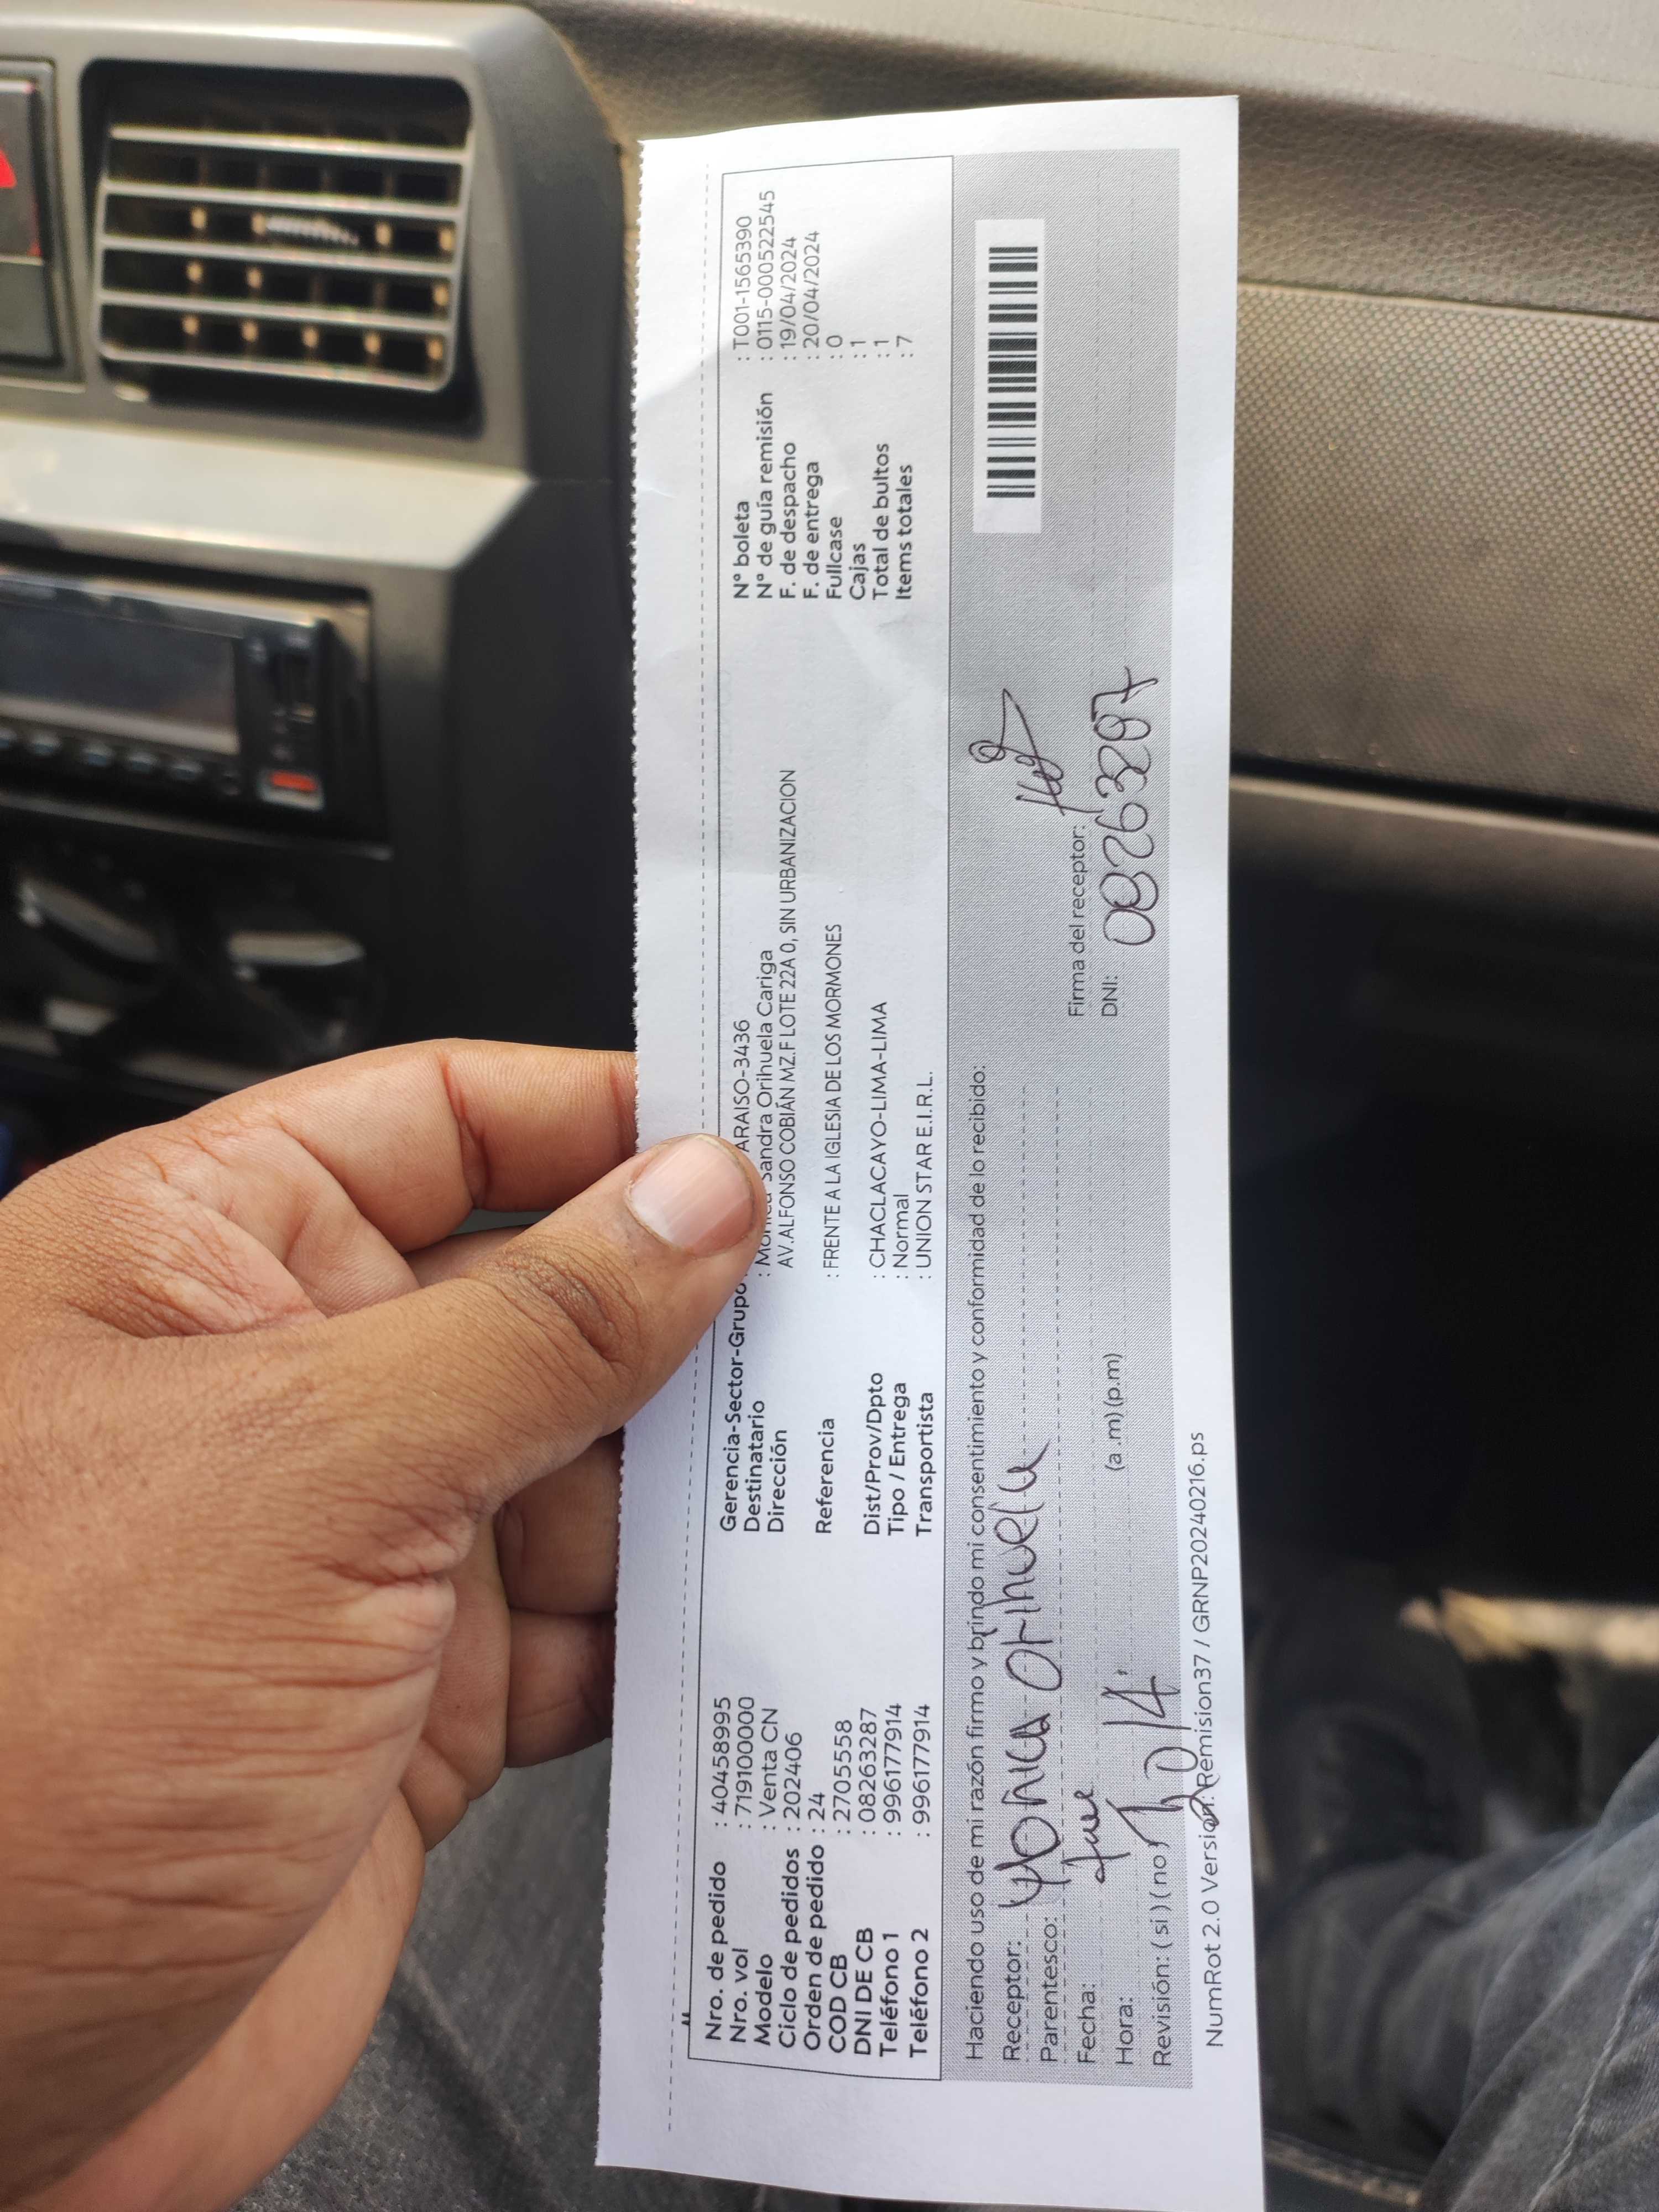 Nro. de pedido : 40458995
Nro. vol : 719100000
Modelo : Venta CN
Ciclo de pedidos : 202406
Orden de pedido : 24
COD CB : 2705558
DNI DE CB : 08263287
Teléfono 1 : 996177914
Teléfono 2 : 996177914
Gerencia-Sector-Grupo ARAISO-3436
Destinatario : Sandra Orihuela Cariga
Dirección AV.ALFONSO COBIÁN MZ.F LOTE 22A 0, SIN URBANIZACION
Referencia : FRENTE A LA IGLESIA DE LOS MORMONES
Dist/Prov/Dpto : CHACLACAYO-LIMA-LIMA
Tipo / Entrega : Normal
Transportista : UNION STAR E.I.R.L.
N° boleta : T001-1565390
N° de guía remisión : 0115-0005222545
F. de despacho : 19/04/2024
F. de entrega : 20/04/2024
Fullcase : 0
Cajas : 1
Total de bultos : 1
Items totales : 7
Haciendo uso de mi razón firmo y brindo mi consentimiento y conformidad de lo recibido:
Receptor: Orihuela
Parentesco:
Fecha:
Hora: (a.m) (p.m)
Revisión: ( si ) ( no )
Firma del receptor:
DNI: 08263287
NumRot 2.0 Version: Remision37 / GRNP20240216.ps